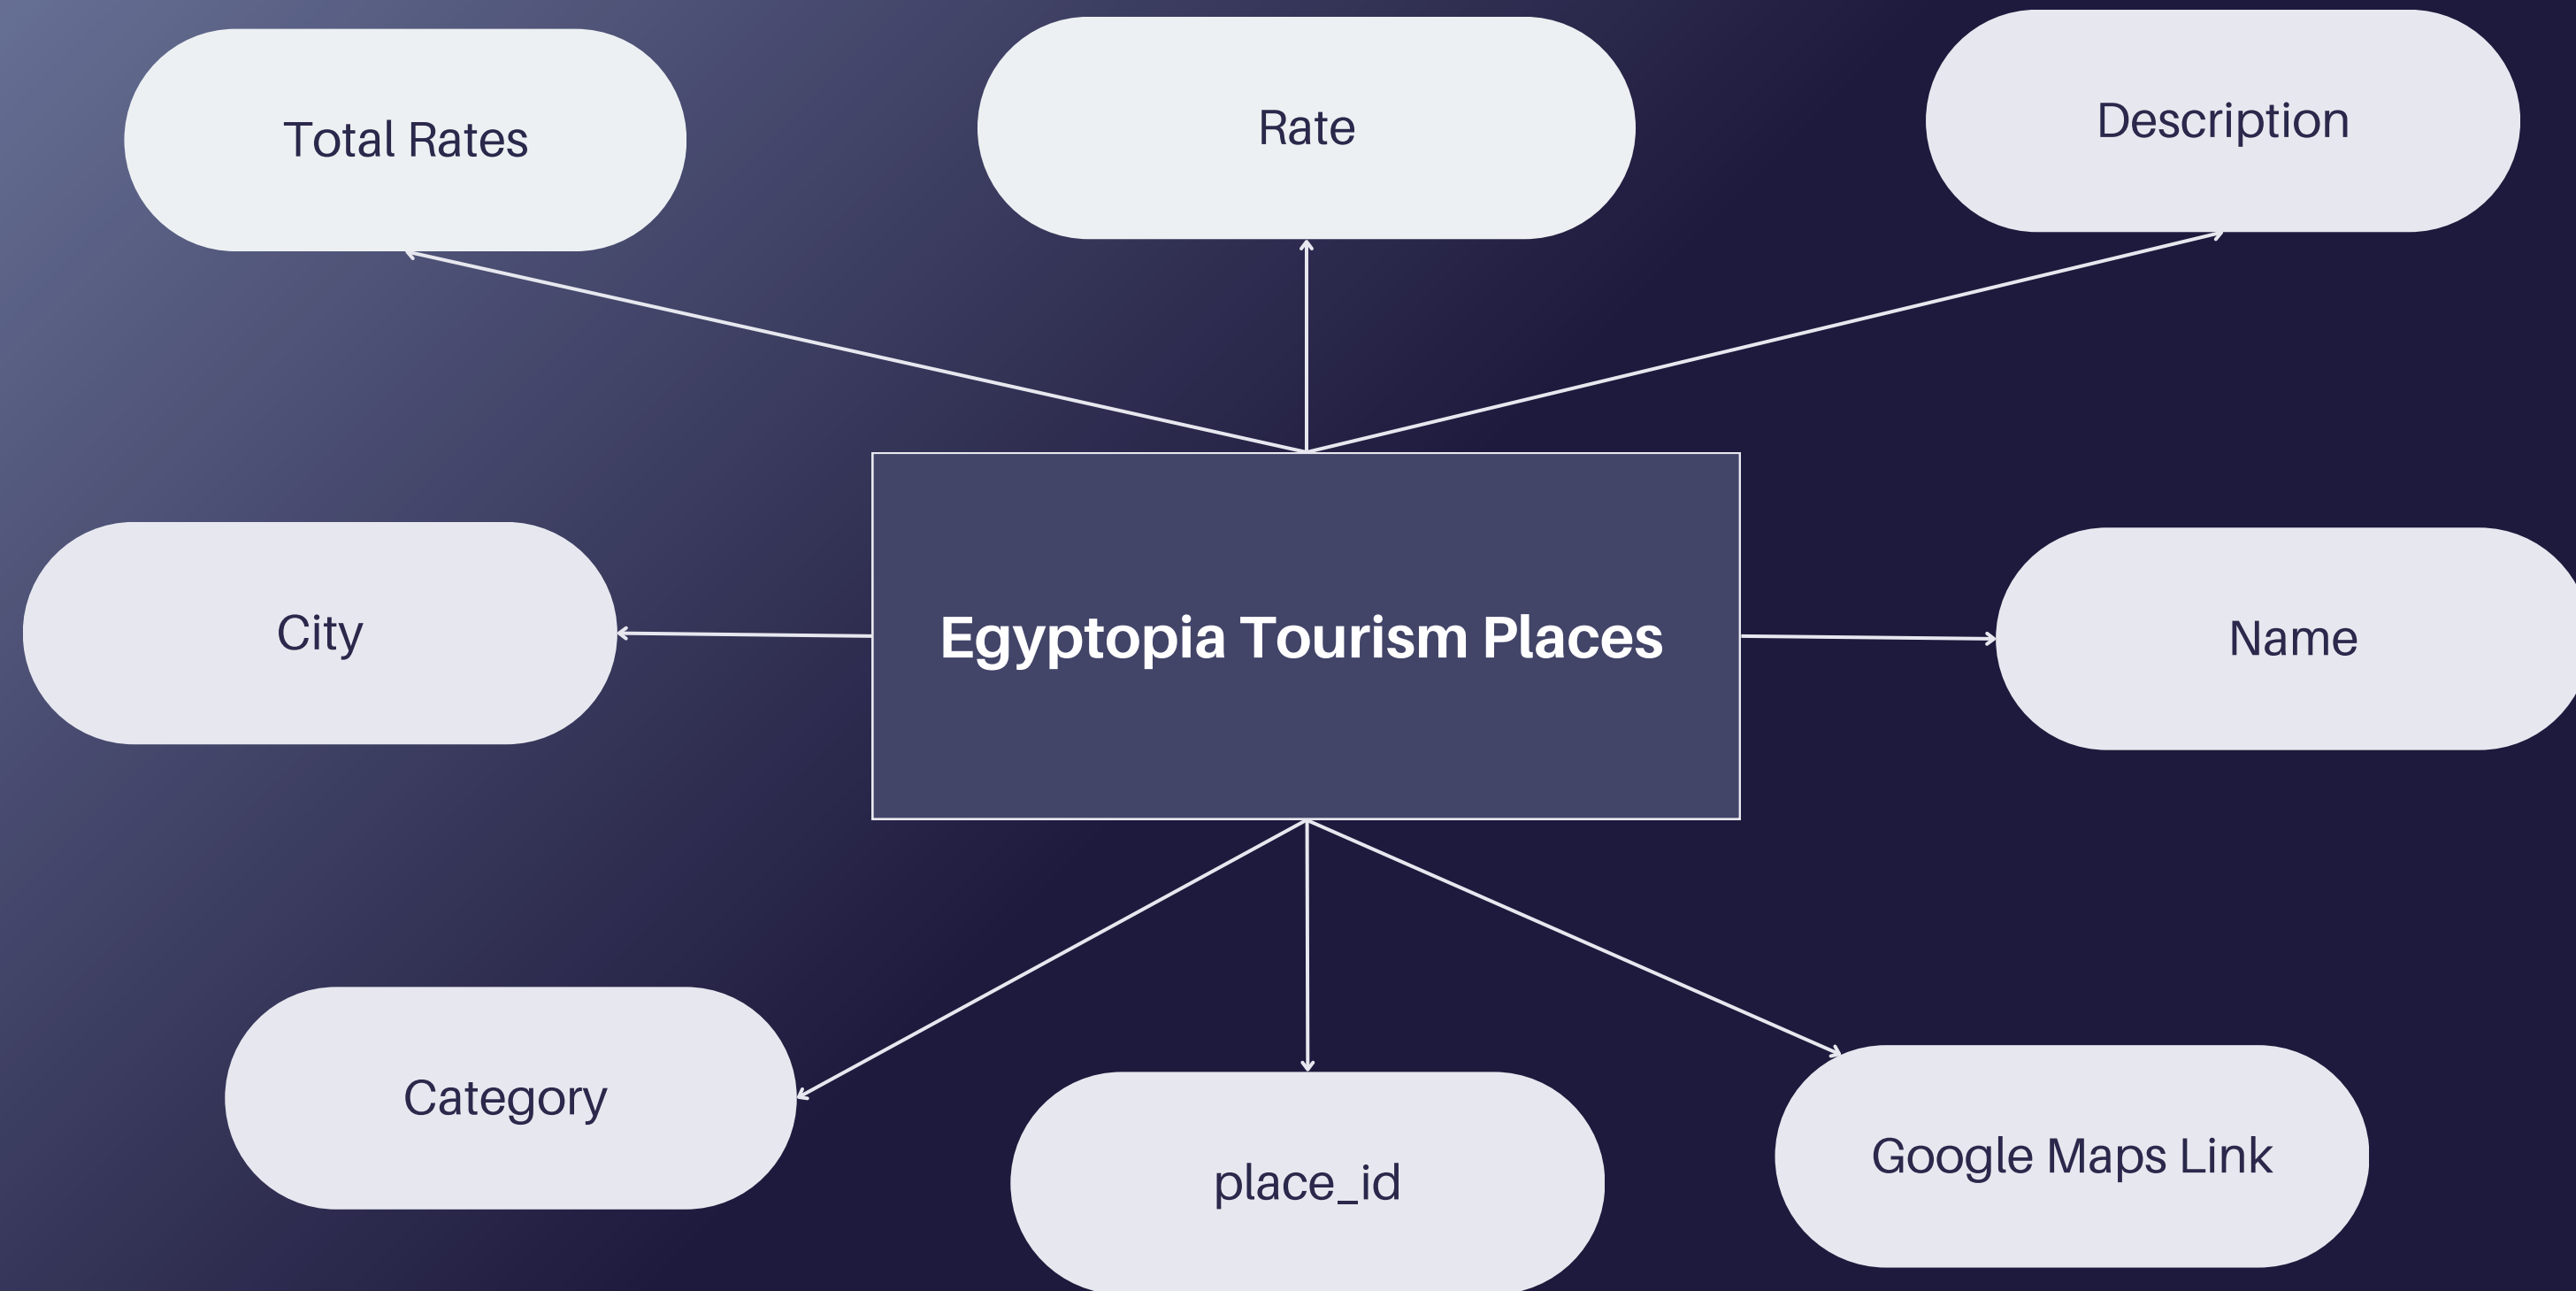 Total Rates
Rate
Description
City
Egyptopia Tourism Places
Name
Category
place_id
Google Maps Link